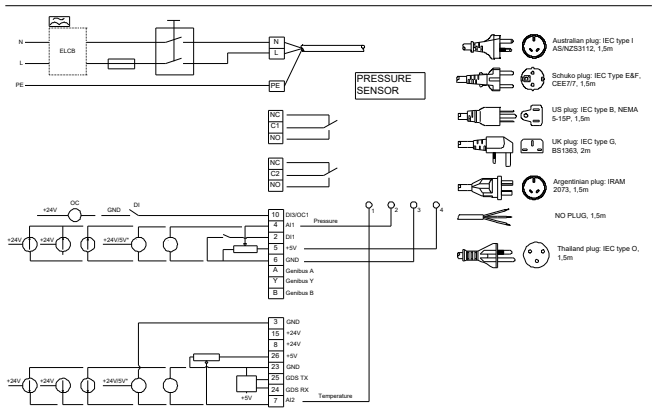 N
ELCB
L
PE
N
L
PE
PRESSURE
SENSOR
NC
C1
NO
NC
C2
NO
+24V
OC
GND
DI
+24V
+24V
+24V/5V*
10 DI3/OC1
4 AI1
Pressure
2 DI1
5 +5V
6 GND
A Genibus A
Y Genibus Y
B Genibus B
1
2
3
4
3 GND
15 +24V
8 +24V
26 +5V
23 GND
25 GDS TX
24 GDS RX
7 AI2
Temperature
+24V
+24V
+24V/5V*
+5V
Australian plug: IEC type I
AS/NZS3112, 1,5m
Schuko plug: IEC Type E&F,
CEE7/7, 1,5m
US plug: IEC type B, NEMA
5-15P, 1,5m
UK plug: IEC type G,
BS1363, 2m
Argentinian plug: IRAM
2073, 1,5m
NO PLUG, 1,5m
Thailand plug: IEC type O,
1,5m